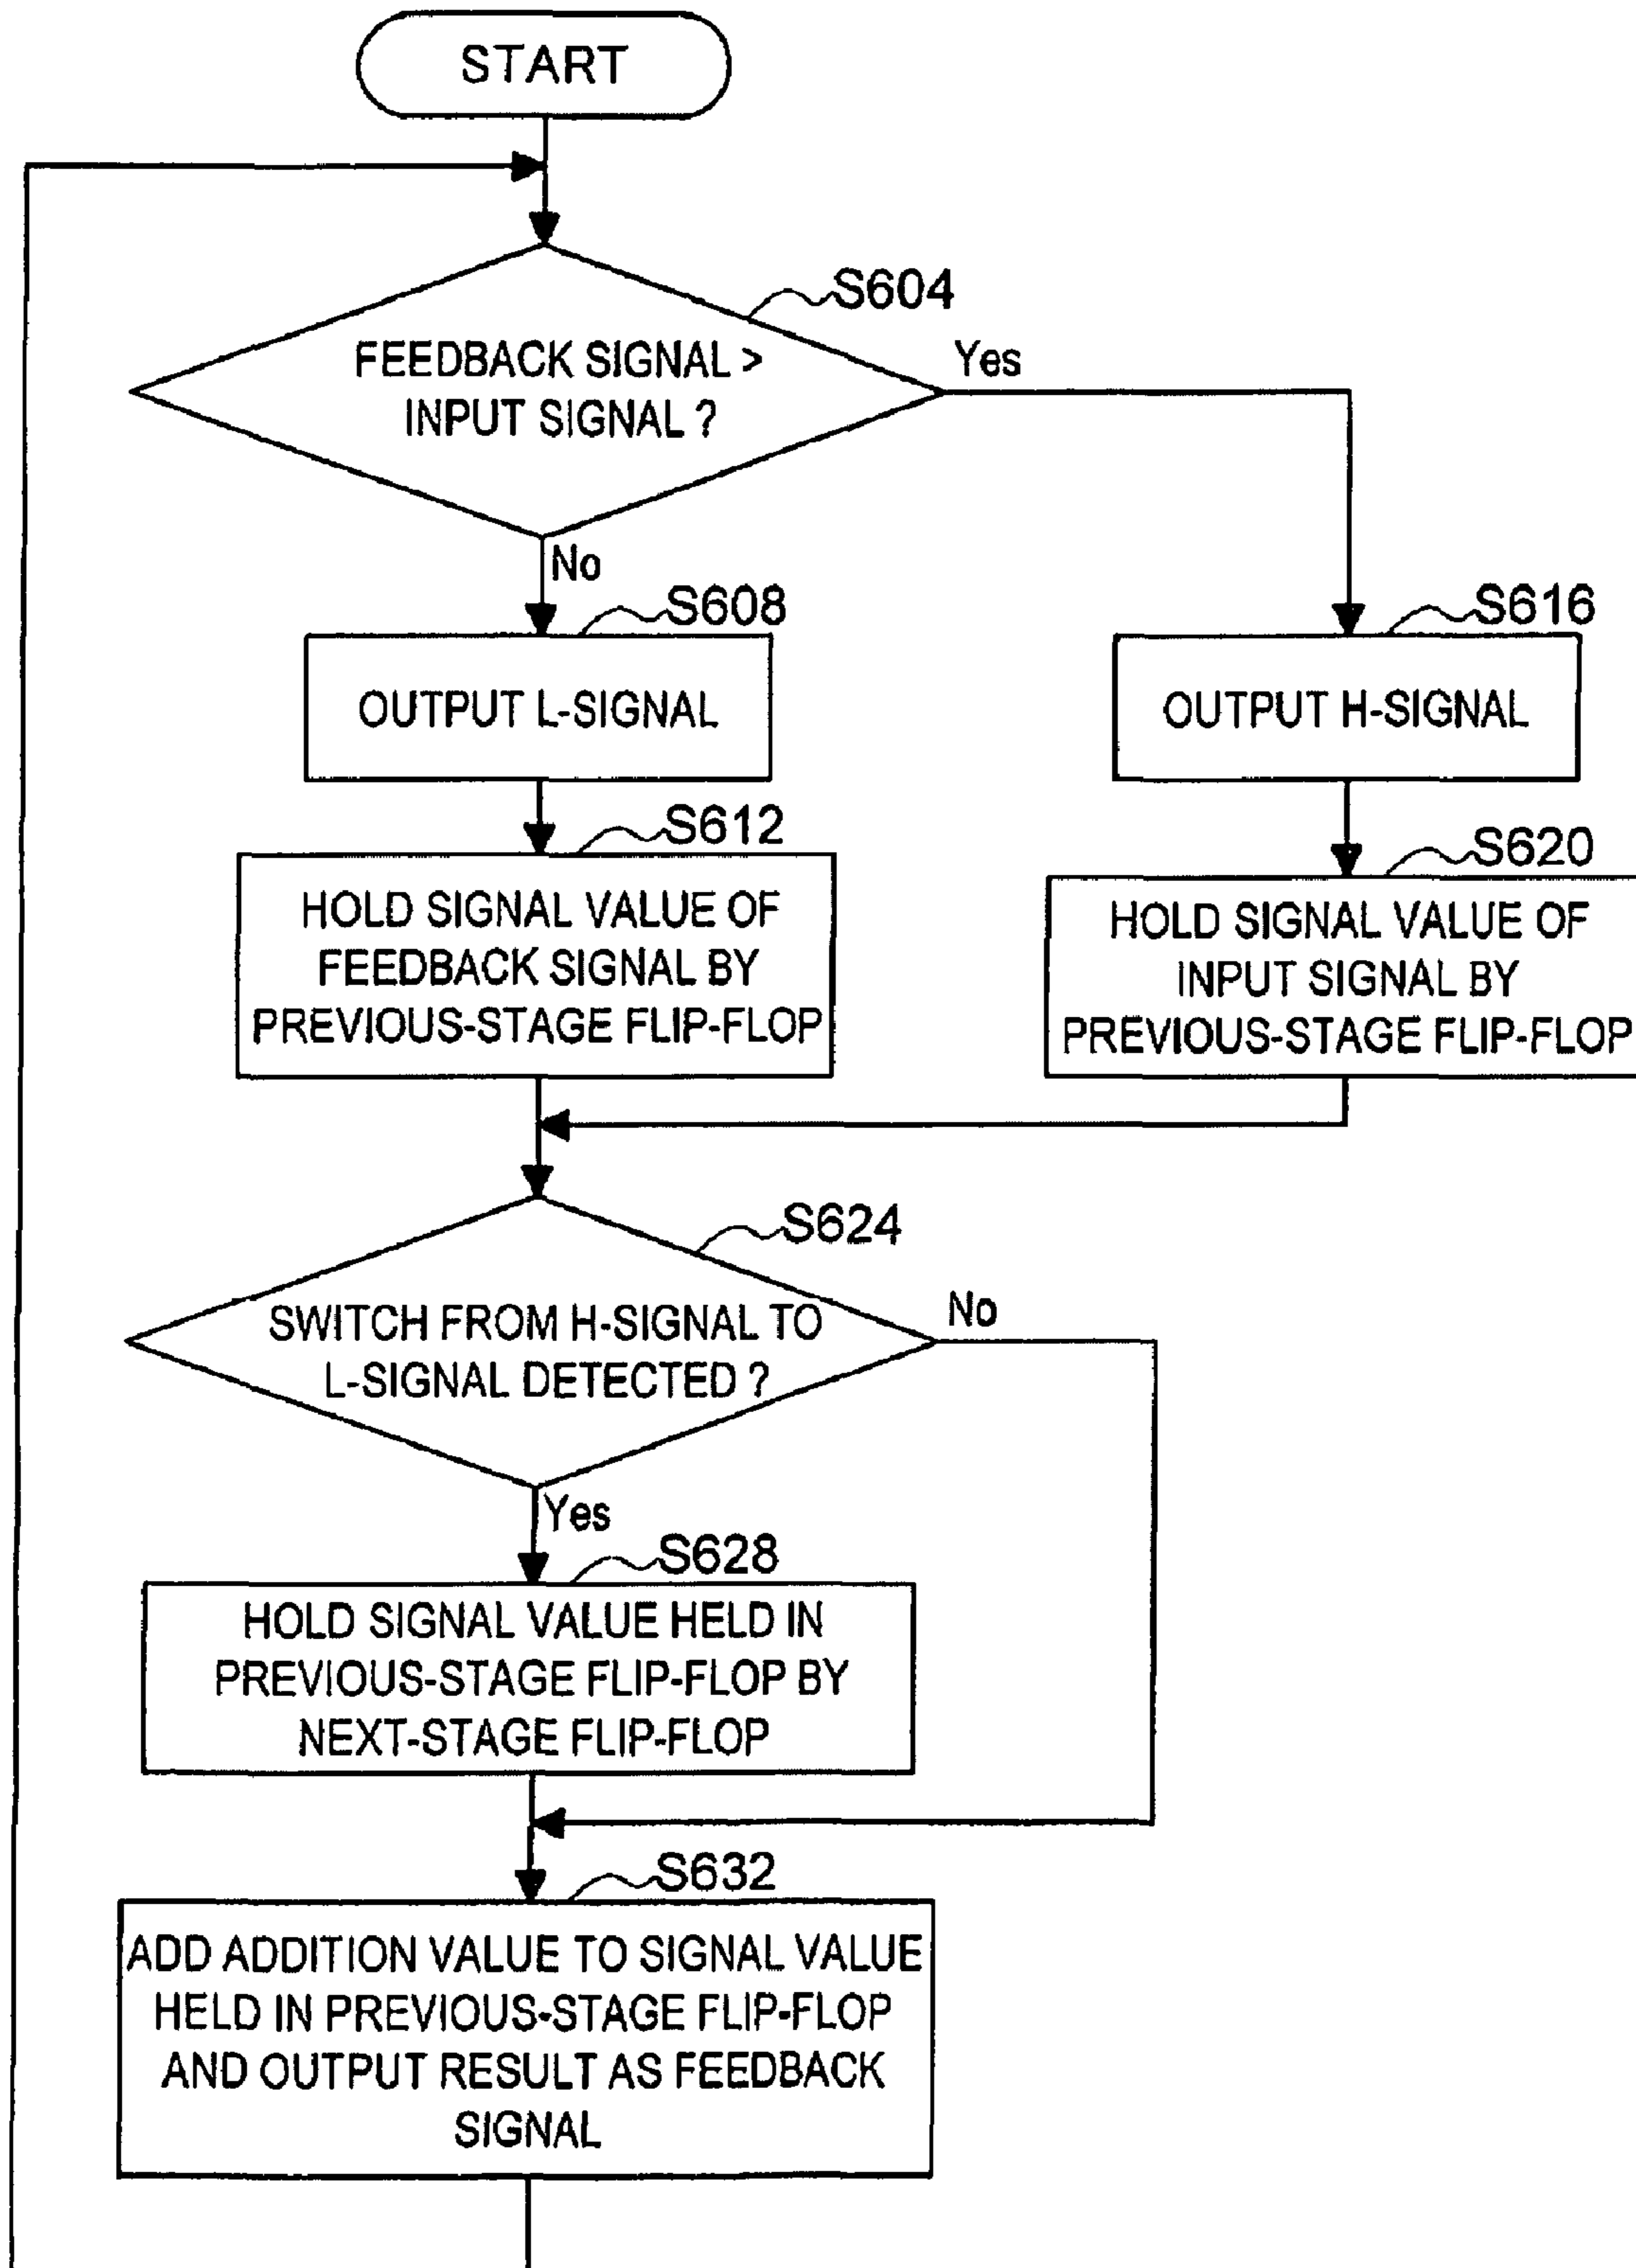 START
S604
FEEDBACK SIGNAL >
INPUT SIGNAL ?
Yes
No
S608
OUTPUT L-SIGNAL
S616
OUTPUT H-SIGNAL
S612
HOLD SIGNAL VALUE OF
FEEDBACK SIGNAL BY
PREVIOUS-STAGE FLIP-FLOP
S620
HOLD SIGNAL VALUE OF
INPUT SIGNAL BY
PREVIOUS-STAGE FLIP-FLOP
S624
SWITCH FROM H-SIGNAL TO
L-SIGNAL DETECTED ?
No
Yes
S628
HOLD SIGNAL VALUE HELD IN
PREVIOUS-STAGE FLIP-FLOP BY
NEXT-STAGE FLIP-FLOP
S632
ADD ADDITION VALUE TO SIGNAL VALUE
HELD IN PREVIOUS-STAGE FLIP-FLOP
AND OUTPUT RESULT AS FEEDBACK
SIGNAL